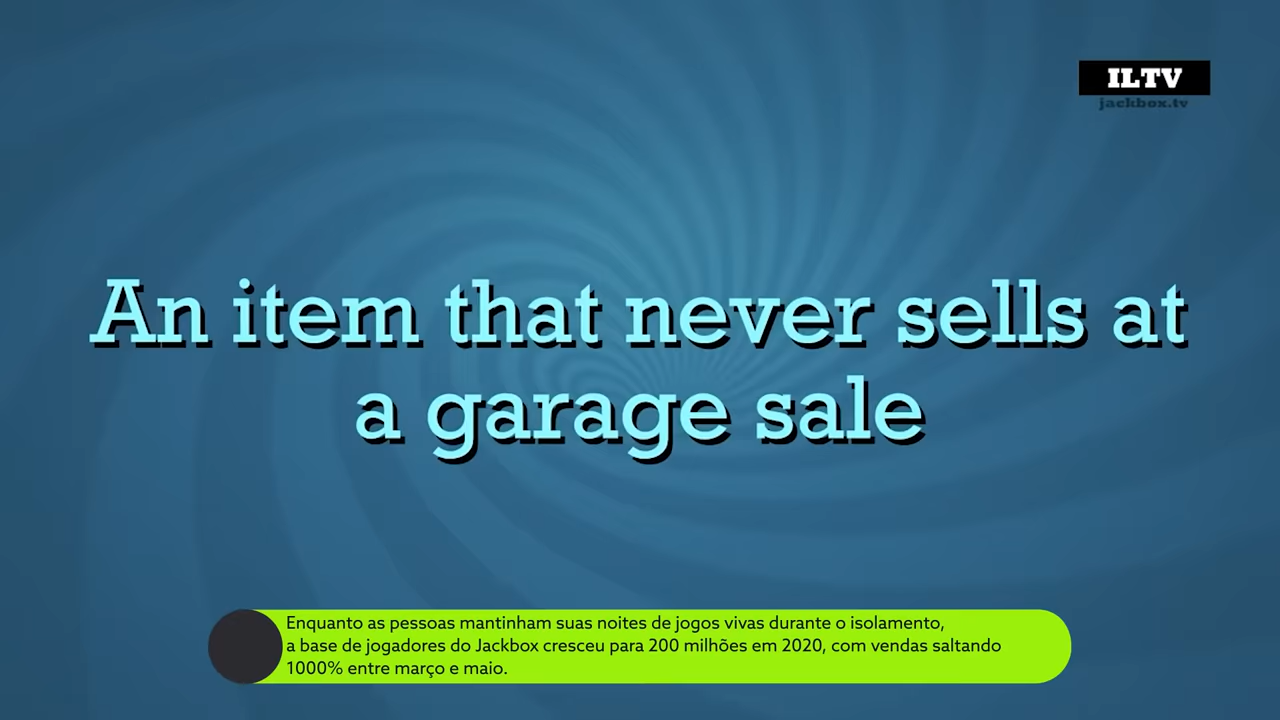 ILTV
jackbox.tv
An item that never sells at
a garage sale
Enquanto as pessoas mantinham suas noites de jogos vivas durante o isolamento,
a base de jogadores do Jackbox cresceu para 200 milhões em 2020, com vendas saltando
1000% entre março e maio.